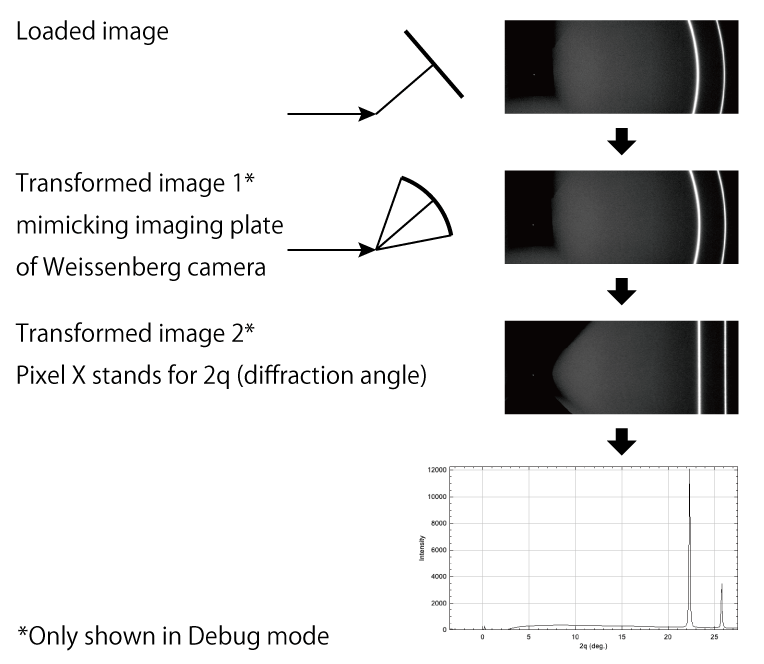 Loaded image
Transformed image 1*
mimicking imaging plate
of Weissenberg camera
Transformed image 2*
Pixel X stands for 2q (diffraction angle)
12000
10000
8000
6000
4000
2000
0
Intensity
0 5 10 15 20 25
2q (deg.)
*Only shown in Debug mode